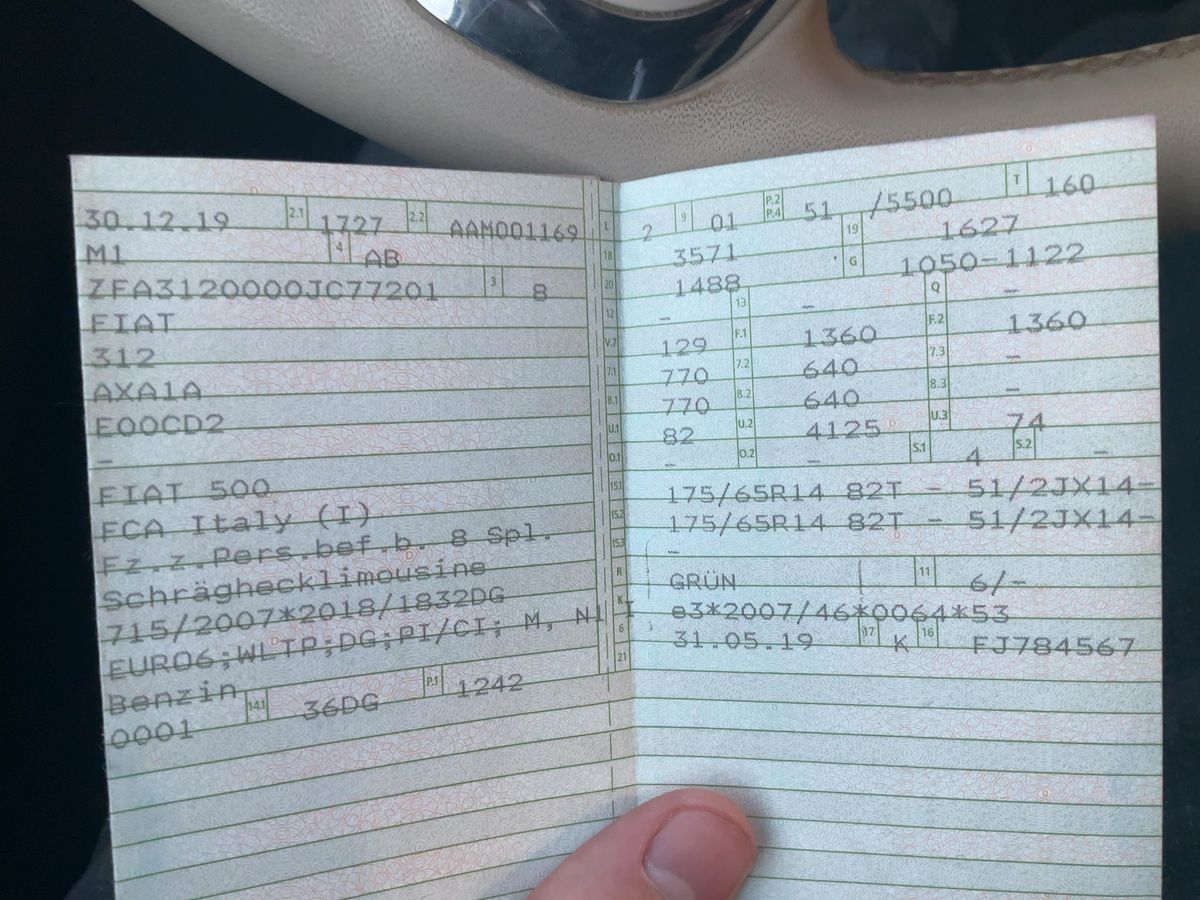 30.12.19 2.1 1727 2.2 AAM001169
M1 4 AB
ZFA3120000JC77201 3 8
FIAT
312
AXA1A
E00CD2
-
FIAT 500
FCA Italy (I)
Fz.z.Pers.bef.b. 8 Spl.
Schräghecklimousine
715/2007*2018/1832DG
EURO6;WLTP;DG;PI/CI; M, N1 I
Benzin
0001 14.1 36DG P.1 1242
L 2 9 01 P.2 P.4 51 /5500 T 160
18 3571 19 1627
20 1488 G 1050-1122
12 - 13 - Q -
V.7 129 F.1 1360 F.2 1360
7.1 770 7.2 640 7.3 -
8.1 770 8.2 640 8.3 -
U.1 82 U.2 4125 U.3 74
O.1 - O.2 - S.1 4 S.2 -
15.1 175/65R14 82T - 51/2JX14-
15.2 175/65R14 82T - 51/2JX14-
15.3 -
R GRÜN 11 6/-
K e3*2007/46*0064*53
6 31.05.19 17 K 16 FJ784567
21